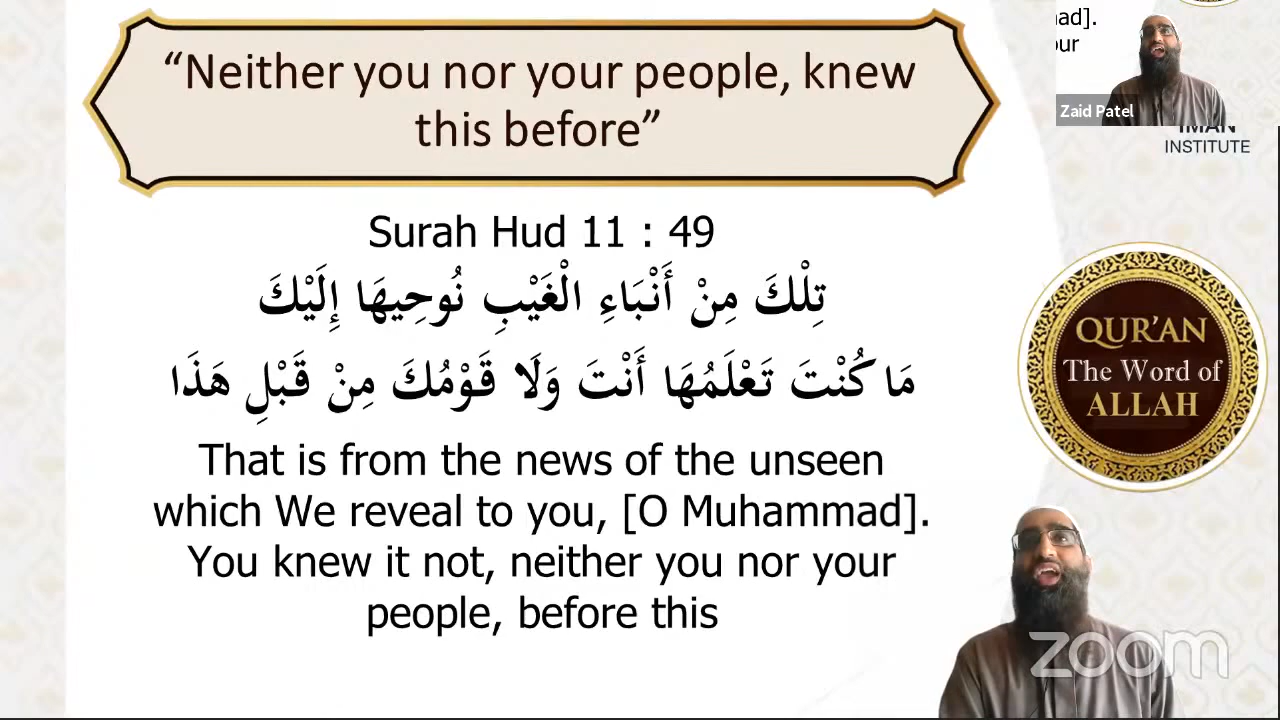 “Neither you nor your people, knew
this before”
Surah Hud 11 : 49
تِلْكَ مِنْ أَنْبَاءِ الْغَيْبِ نُوحِيهَا إِلَيْكَ
مَا كُنْتَ تَعْلَمُهَا أَنْتَ وَلَا قَوْمُكَ مِنْ قَبْلِ هَذَا
That is from the news of the unseen
which We reveal to you, [O Muhammad].
You knew it not, neither you nor your
people, before this
Zaid Patel
IMAN
INSTITUTE
QUR’AN
The Word of
ALLAH
zoom